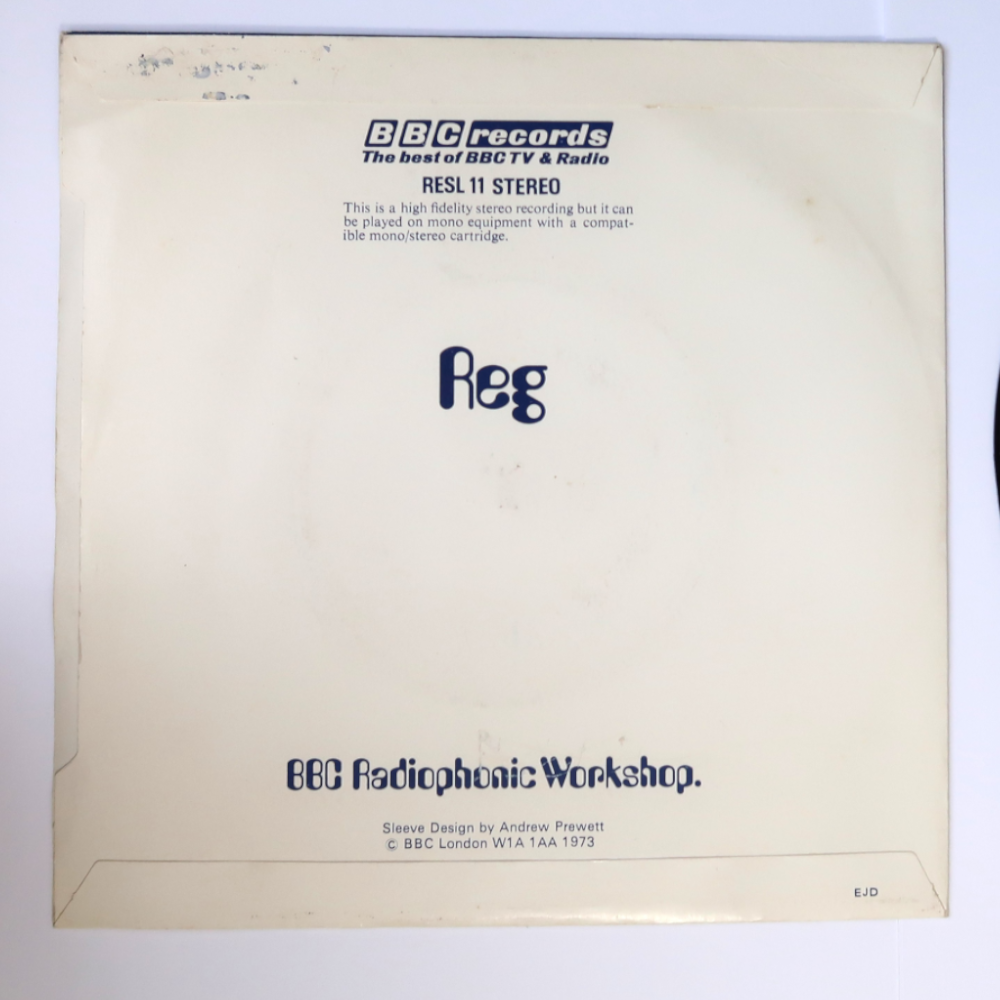 BBC records
The best of BBC TV & Radio
RESL 11 STEREO
This is a high fidelity stereo recording but it can
be played on mono equipment with a compat-
ible mono/stereo cartridge.
Reg
BBC Radiophonic Workshop.
Sleeve Design by Andrew Prewett
© BBC London W1A 1AA 1973
EJD